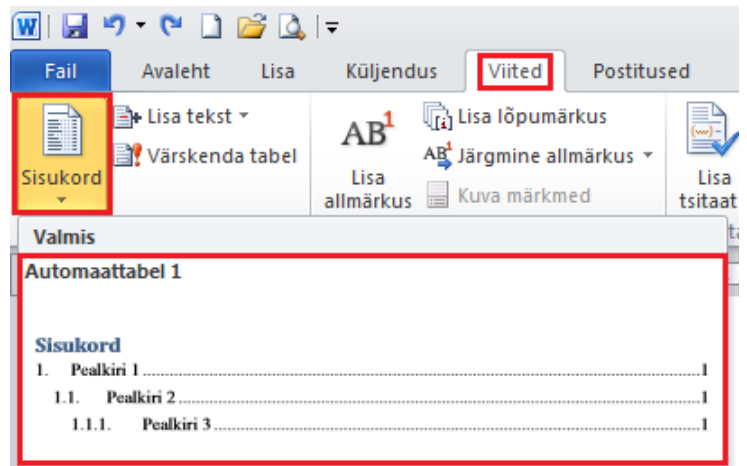 W
Fail Avaleht Lisa Küljendus Viited Postitused
Sisukord
Lisa tekst
Värskenda tabel
AB1
Lisa
allmärkus
Lisa lõpumärkus
AB1 Järgmine allmärkus
Kuva märkmed
Lisa
tsitaat
Valmis
Automaattabel 1
Sisukord
1. Pealkiri 1.....1
1.1. Pealkiri 2.....1
1.1.1. Pealkiri 3.....1